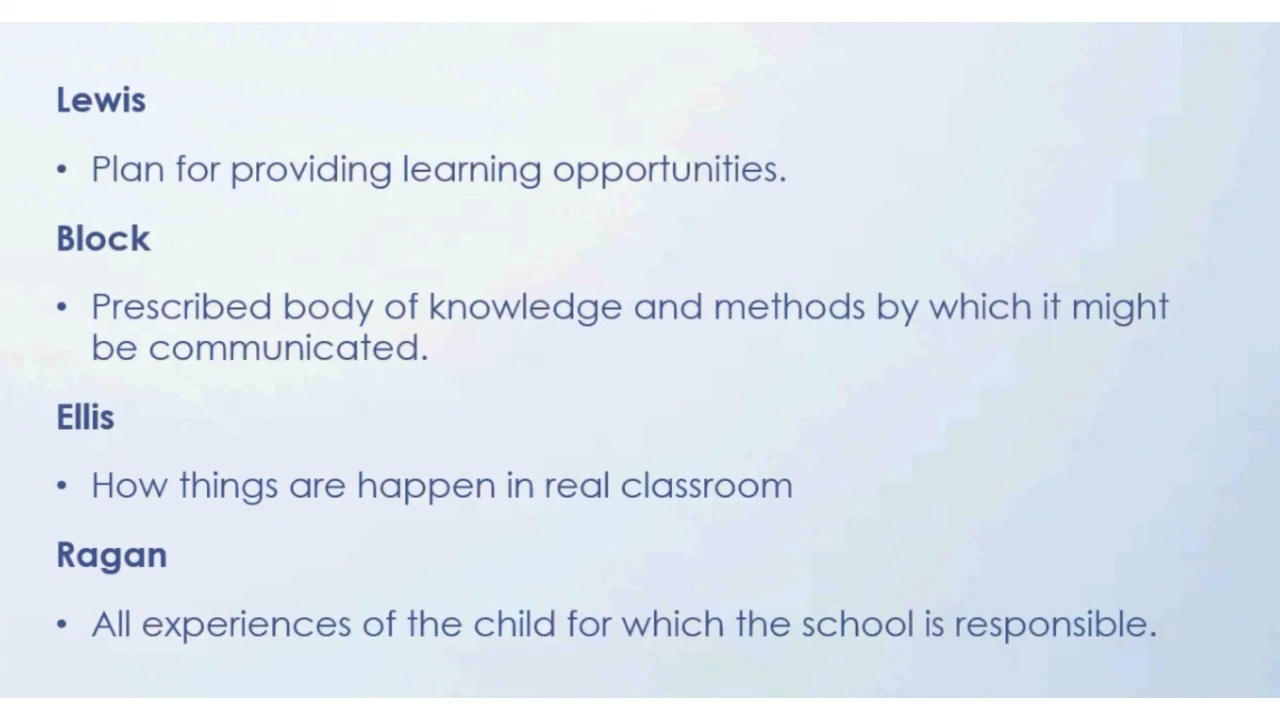 Lewis
• Plan for providing learning opportunities.
Block
• Prescribed body of knowledge and methods by which it might
be communicated.
Ellis
• How things are happen in real classroom
Ragan
• All experiences of the child for which the school is responsible.